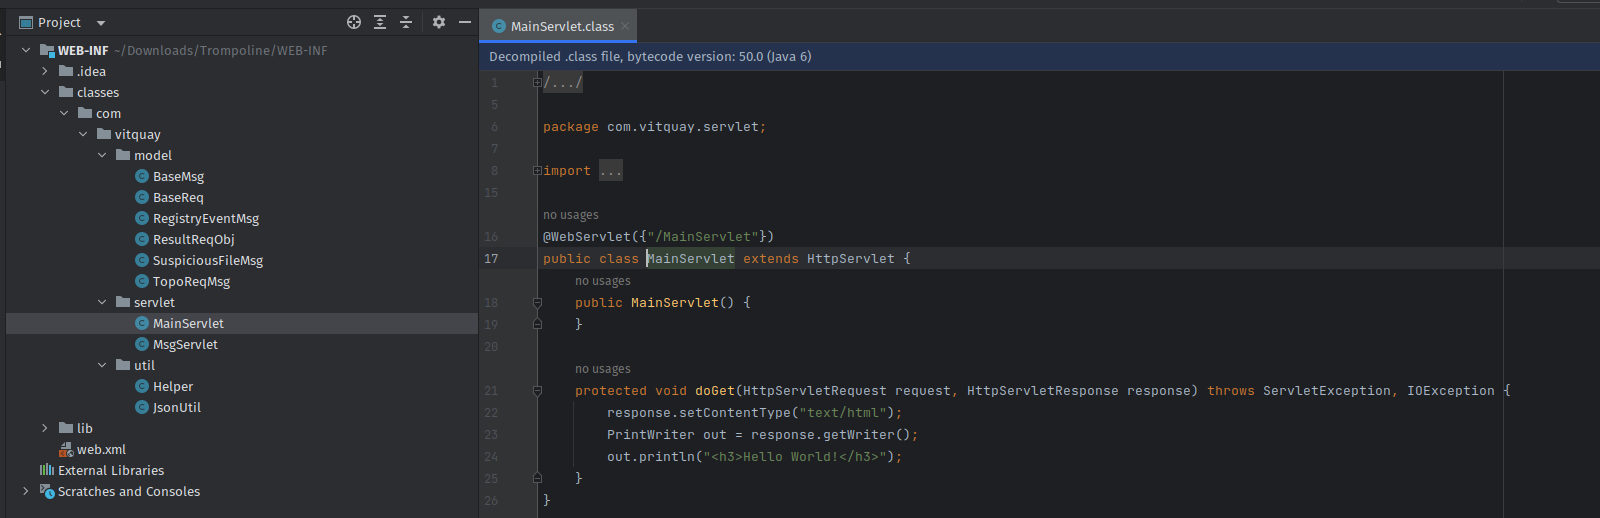 Project
WEB-INF ~/Downloads/Trompoline/WEB-INF
.idea
classes
com
vitquay
model
BaseMsg
BaseReq
RegistryEventMsg
ResultReqObj
SuspiciousFileMsg
TopoReqMsg
servlet
MainServlet
MsgServlet
util
Helper
JsonUtil
lib
web.xml
External Libraries
Scratches and Consoles
MainServlet.class
Decompiled .class file, bytecode version: 50.0 (Java 6)
1 /.../
5
6 package com.vitquay.servlet;
7
8 import ...
15
no usages
16 @WebServlet({"/MainServlet"})
17 public class MainServlet extends HttpServlet {
no usages
18 public MainServlet() {
19 }
20
no usages
21 protected void doGet(HttpServletRequest request, HttpServletResponse response) throws ServletException, IOException {
22 response.setContentType("text/html");
23 PrintWriter out = response.getWriter();
24 out.println("<h3>Hello World!</h3>");
25 }
26 }